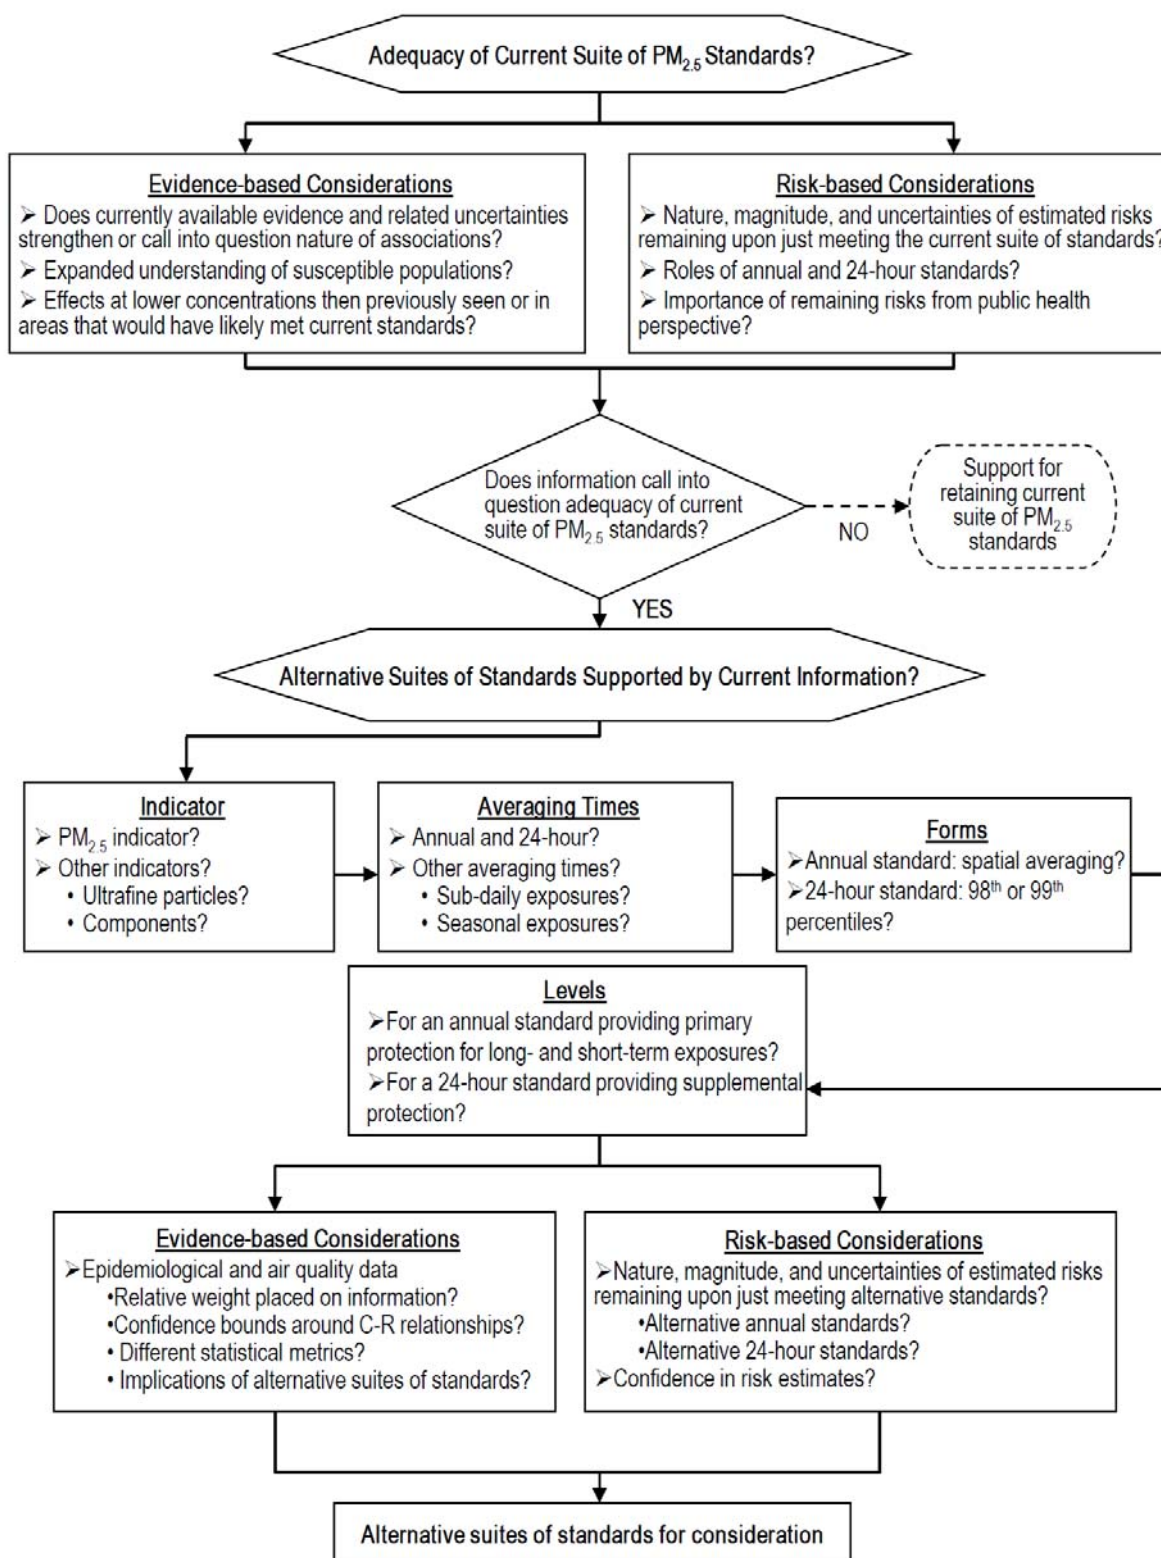 Adequacy of Current Suite of PM2.5 Standards?
Evidence-based Considerations
➢ Does currently available evidence and related uncertainties
strengthen or call into question nature of associations?
➢ Expanded understanding of susceptible populations?
➢ Effects at lower concentrations then previously seen or in
areas that would have likely met current standards?
Risk-based Considerations
➢ Nature, magnitude, and uncertainties of estimated risks
remaining upon just meeting the current suite of standards?
➢ Roles of annual and 24-hour standards?
➢ Importance of remaining risks from public health
perspective?
Does information call into
question adequacy of current
suite of PM2.5 standards?
NO
Support for
retaining current
suite of PM2.5
standards
YES
Alternative Suites of Standards Supported by Current Information?
Indicator
➢ PM2.5 indicator?
➢ Other indicators?
• Ultrafine particles?
• Components?
Averaging Times
➢ Annual and 24-hour?
➢ Other averaging times?
• Sub-daily exposures?
• Seasonal exposures?
Forms
➢Annual standard: spatial averaging?
➢24-hour standard: 98th or 99th
percentiles?
Levels
➢For an annual standard providing primary
protection for long- and short-term exposures?
➢For a 24-hour standard providing supplemental
protection?
Evidence-based Considerations
➢Epidemiological and air quality data
•Relative weight placed on information?
•Confidence bounds around C-R relationships?
• Different statistical metrics?
• Implications of alternative suites of standards?
Risk-based Considerations
➢Nature, magnitude, and uncertainties of estimated risks
remaining upon just meeting alternative standards?
•Alternative annual standards?
•Alternative 24-hour standards?
➢Confidence in risk estimates?
Alternative suites of standards for consideration